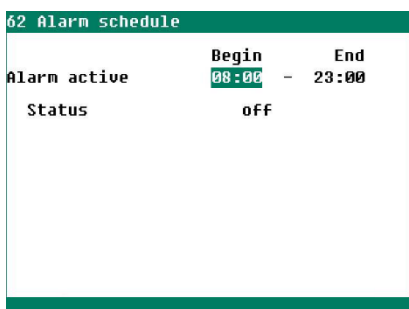 62 Alarm schedule
Begin End
Alarm active 08:00 - 23:00
Status off